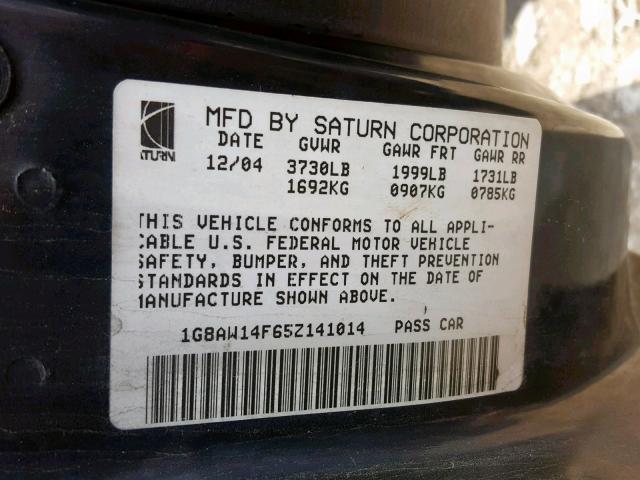 MFD BY SATURN CORPORATION
DATE GVWR GAWR FRT GAWR RR
12/04 3730LB 1999LB 1731LB
1692KG 0907KG 0785KG
TURN
THIS VEHICLE CONFORMS TO ALL APPLI-
CABLE U.S. FEDERAL MOTOR VEHICLE
SAFETY, BUMPER, AND THEFT PREVENTION
STANDARDS IN EFFECT ON THE DATE OF
MANUFACTURE SHOWN ABOVE.
1G8AW14F65Z141014 PASS CAR